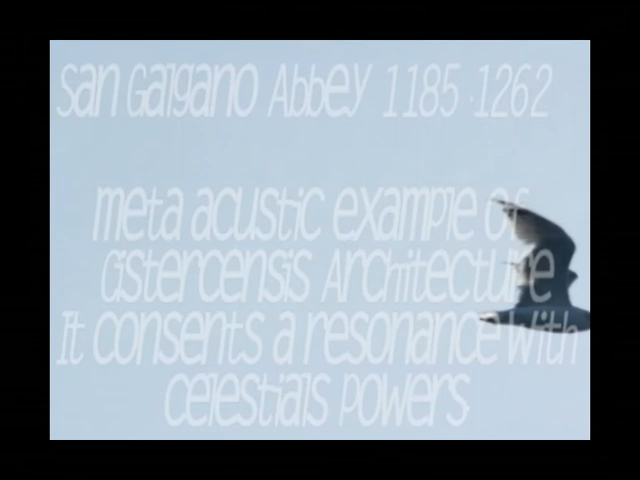 San Galgano Abbey 1185 -1262
meta acustic example of
Cistercensis Architecture
It consents a resonance with
celestials powers